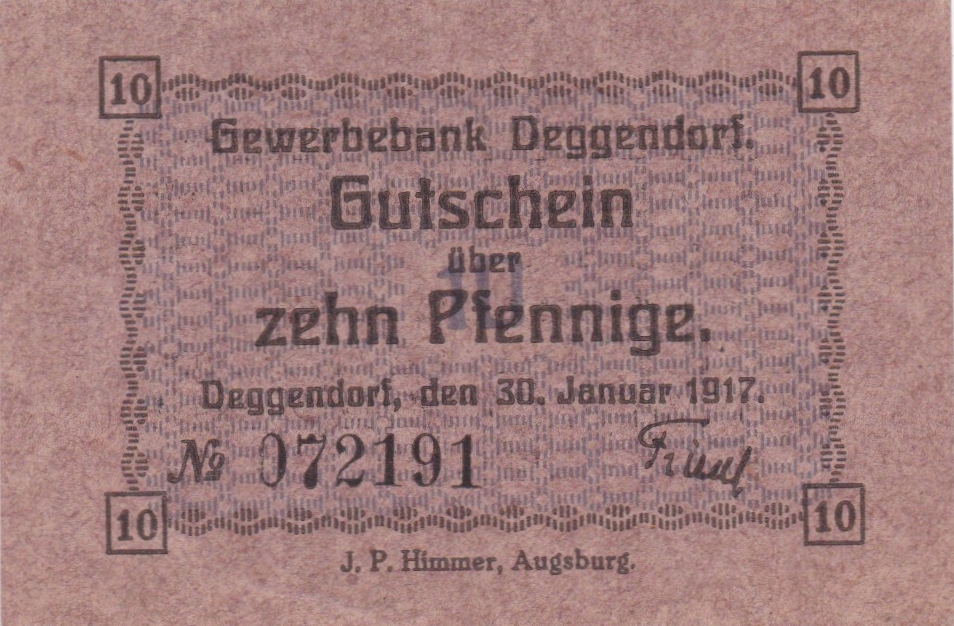 10 10
Gewerbebank Deggendorf.
Gutschein
über
10
zehn Pfennige.
Deggendorf, den 30. Januar 1917.
№ 072191
10 10
J. P. Himmer, Augsburg.